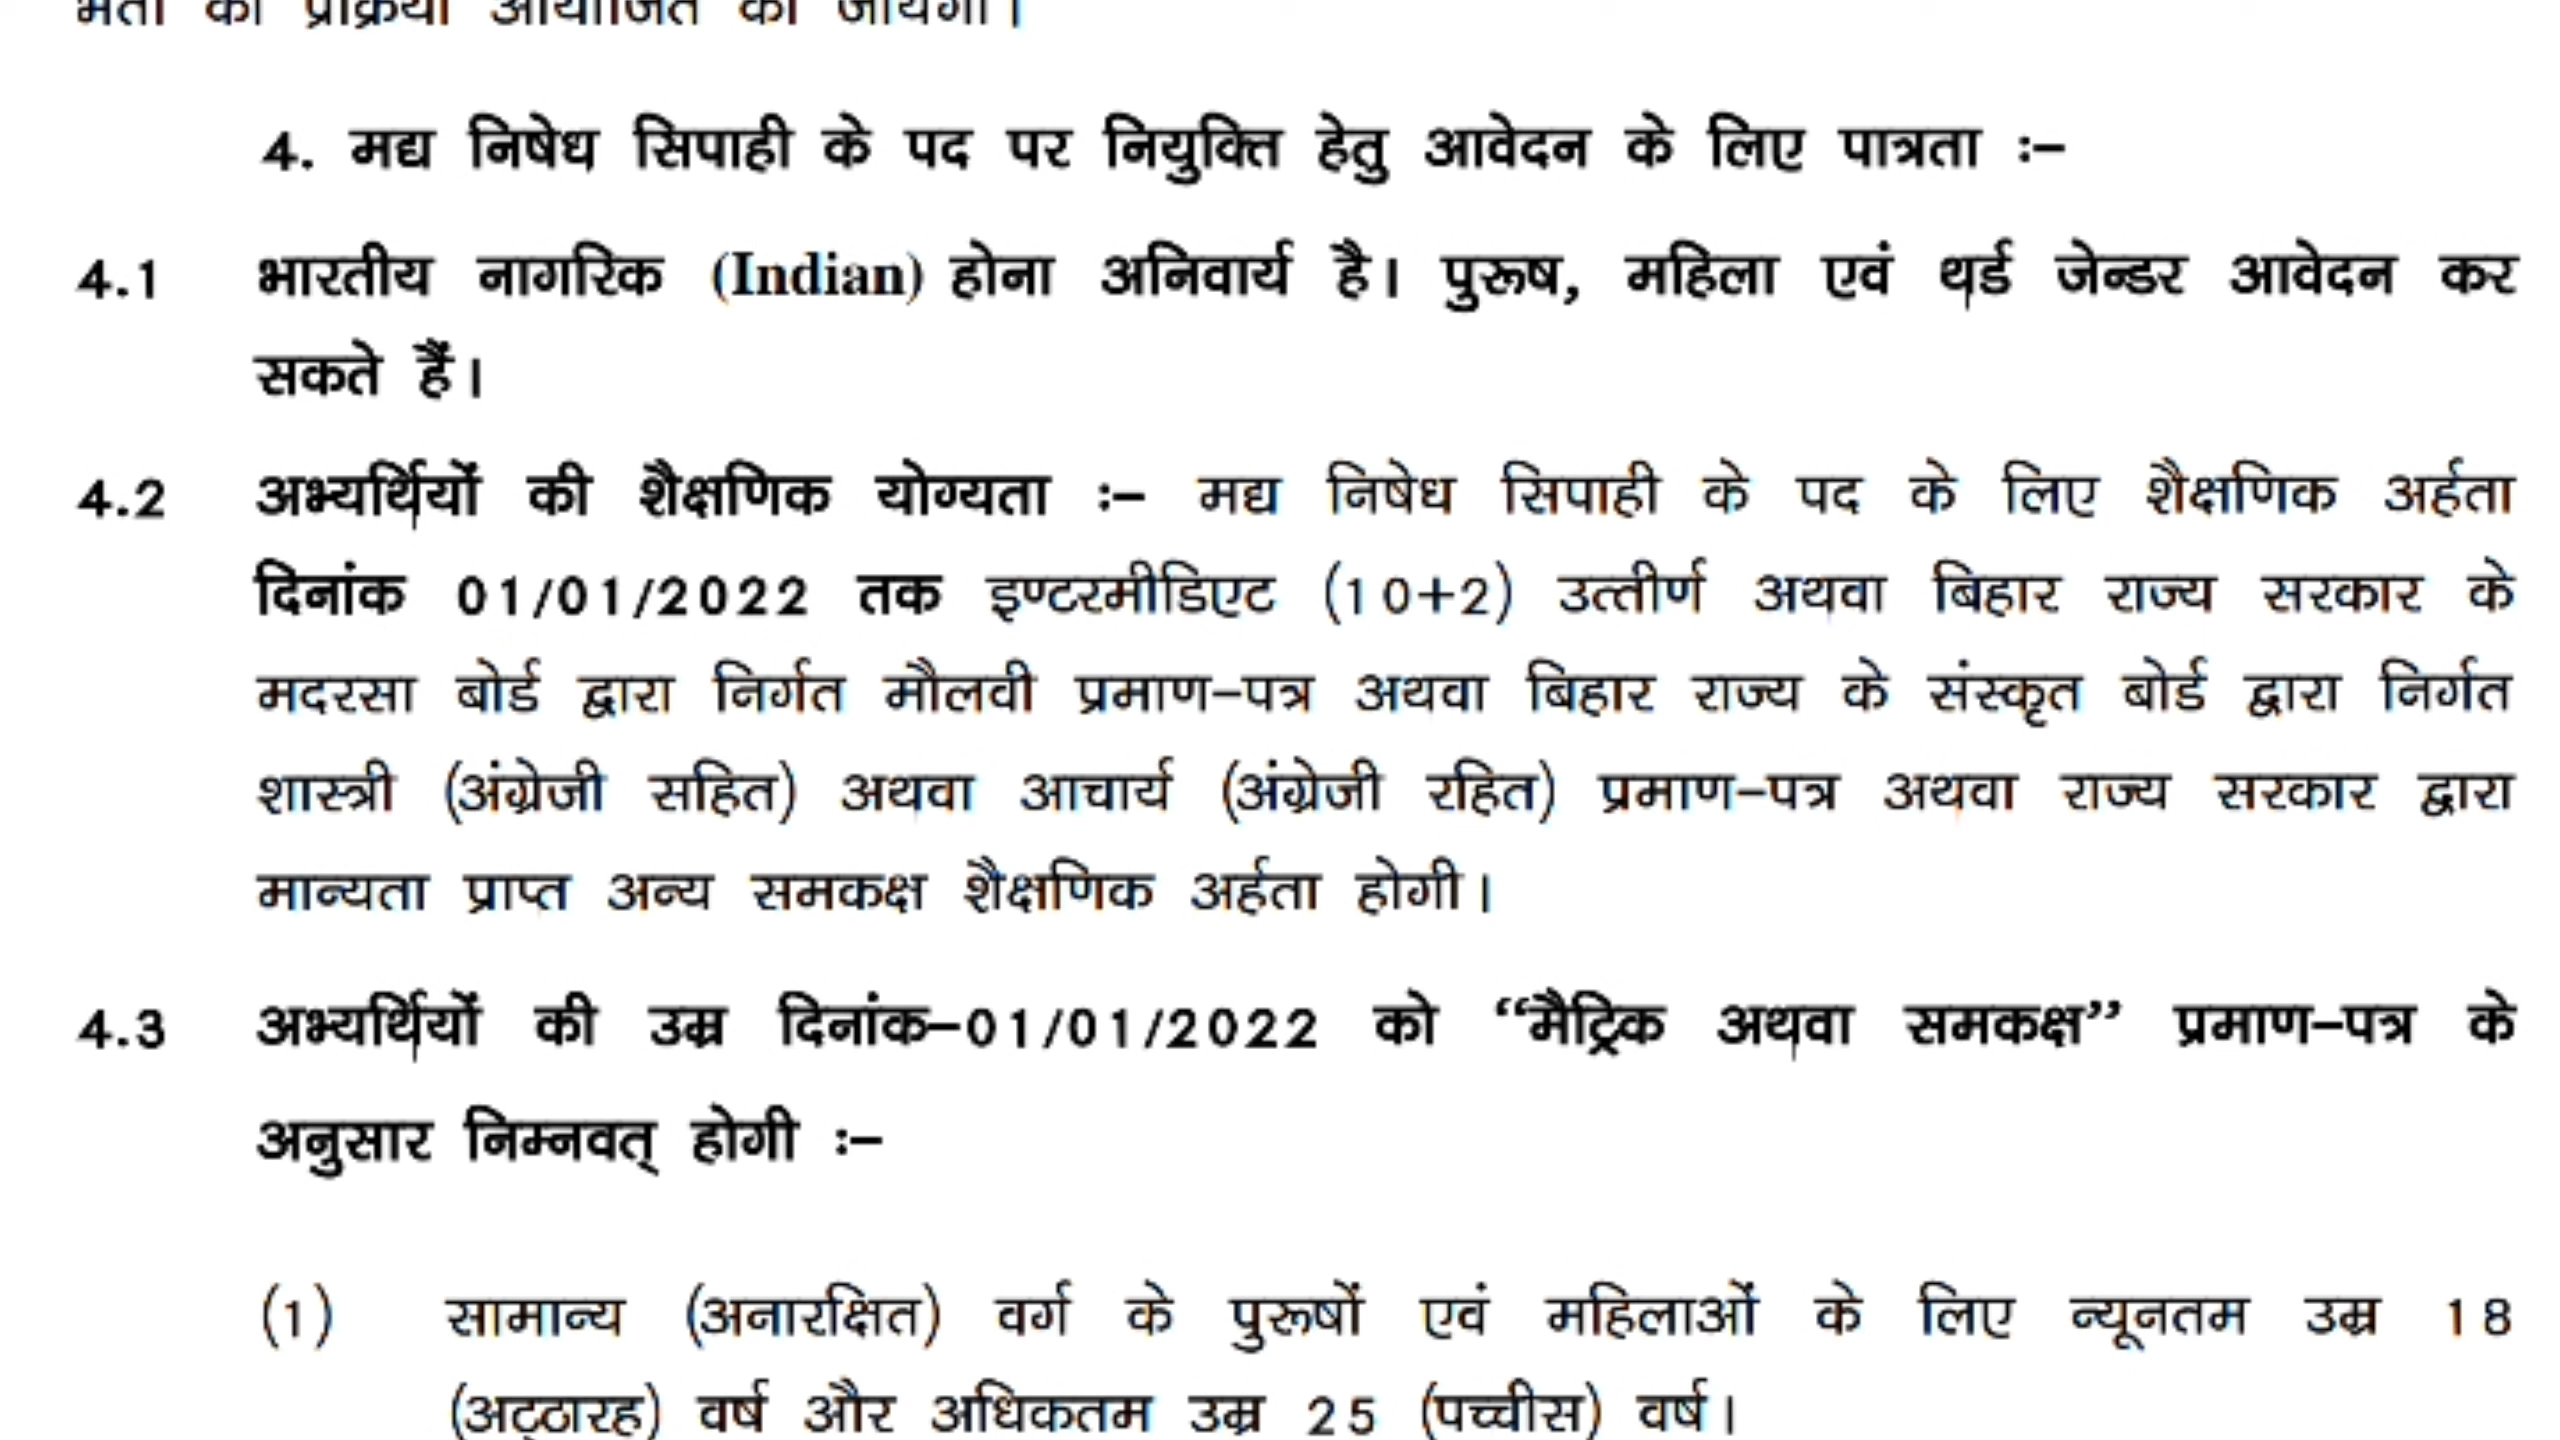 4. मद्य निषेध सिपाही के पद पर नियुक्ति हेतु आवेदन के लिए पात्रता :–
4.1 भारतीय नागरिक (Indian) होना अनिवार्य है। पुरूष, महिला एवं थर्ड जेन्डर आवेदन कर
सकते हैं।
4.2 अभ्यर्थियों की शैक्षणिक योग्यता :– मद्य निषेध सिपाही के पद के लिए शैक्षणिक अर्हता
दिनांक 01/01/2022 तक इण्टरमीडिएट (10+2) उत्तीर्ण अथवा बिहार राज्य सरकार के
मदरसा बोर्ड द्वारा निर्गत मौलवी प्रमाण–पत्र अथवा बिहार राज्य के संस्कृत बोर्ड द्वारा निर्गत
शास्त्री (अंग्रेजी सहित) अथवा आचार्य (अंग्रेजी रहित) प्रमाण–पत्र अथवा राज्य सरकार द्वारा
मान्यता प्राप्त अन्य समकक्ष शैक्षणिक अर्हता होगी।
4.3 अभ्यर्थियों की उम्र दिनांक–01/01/2022 को “मैट्रिक अथवा समकक्ष” प्रमाण–पत्र के
अनुसार निम्नवत् होगी :–
(1) सामान्य (अनारक्षित) वर्ग के पुरूषों एवं महिलाओं के लिए न्यूनतम उम्र 18
(अट्ठारह) वर्ष और अधिकतम उम्र 25 (पच्चीस) वर्ष।